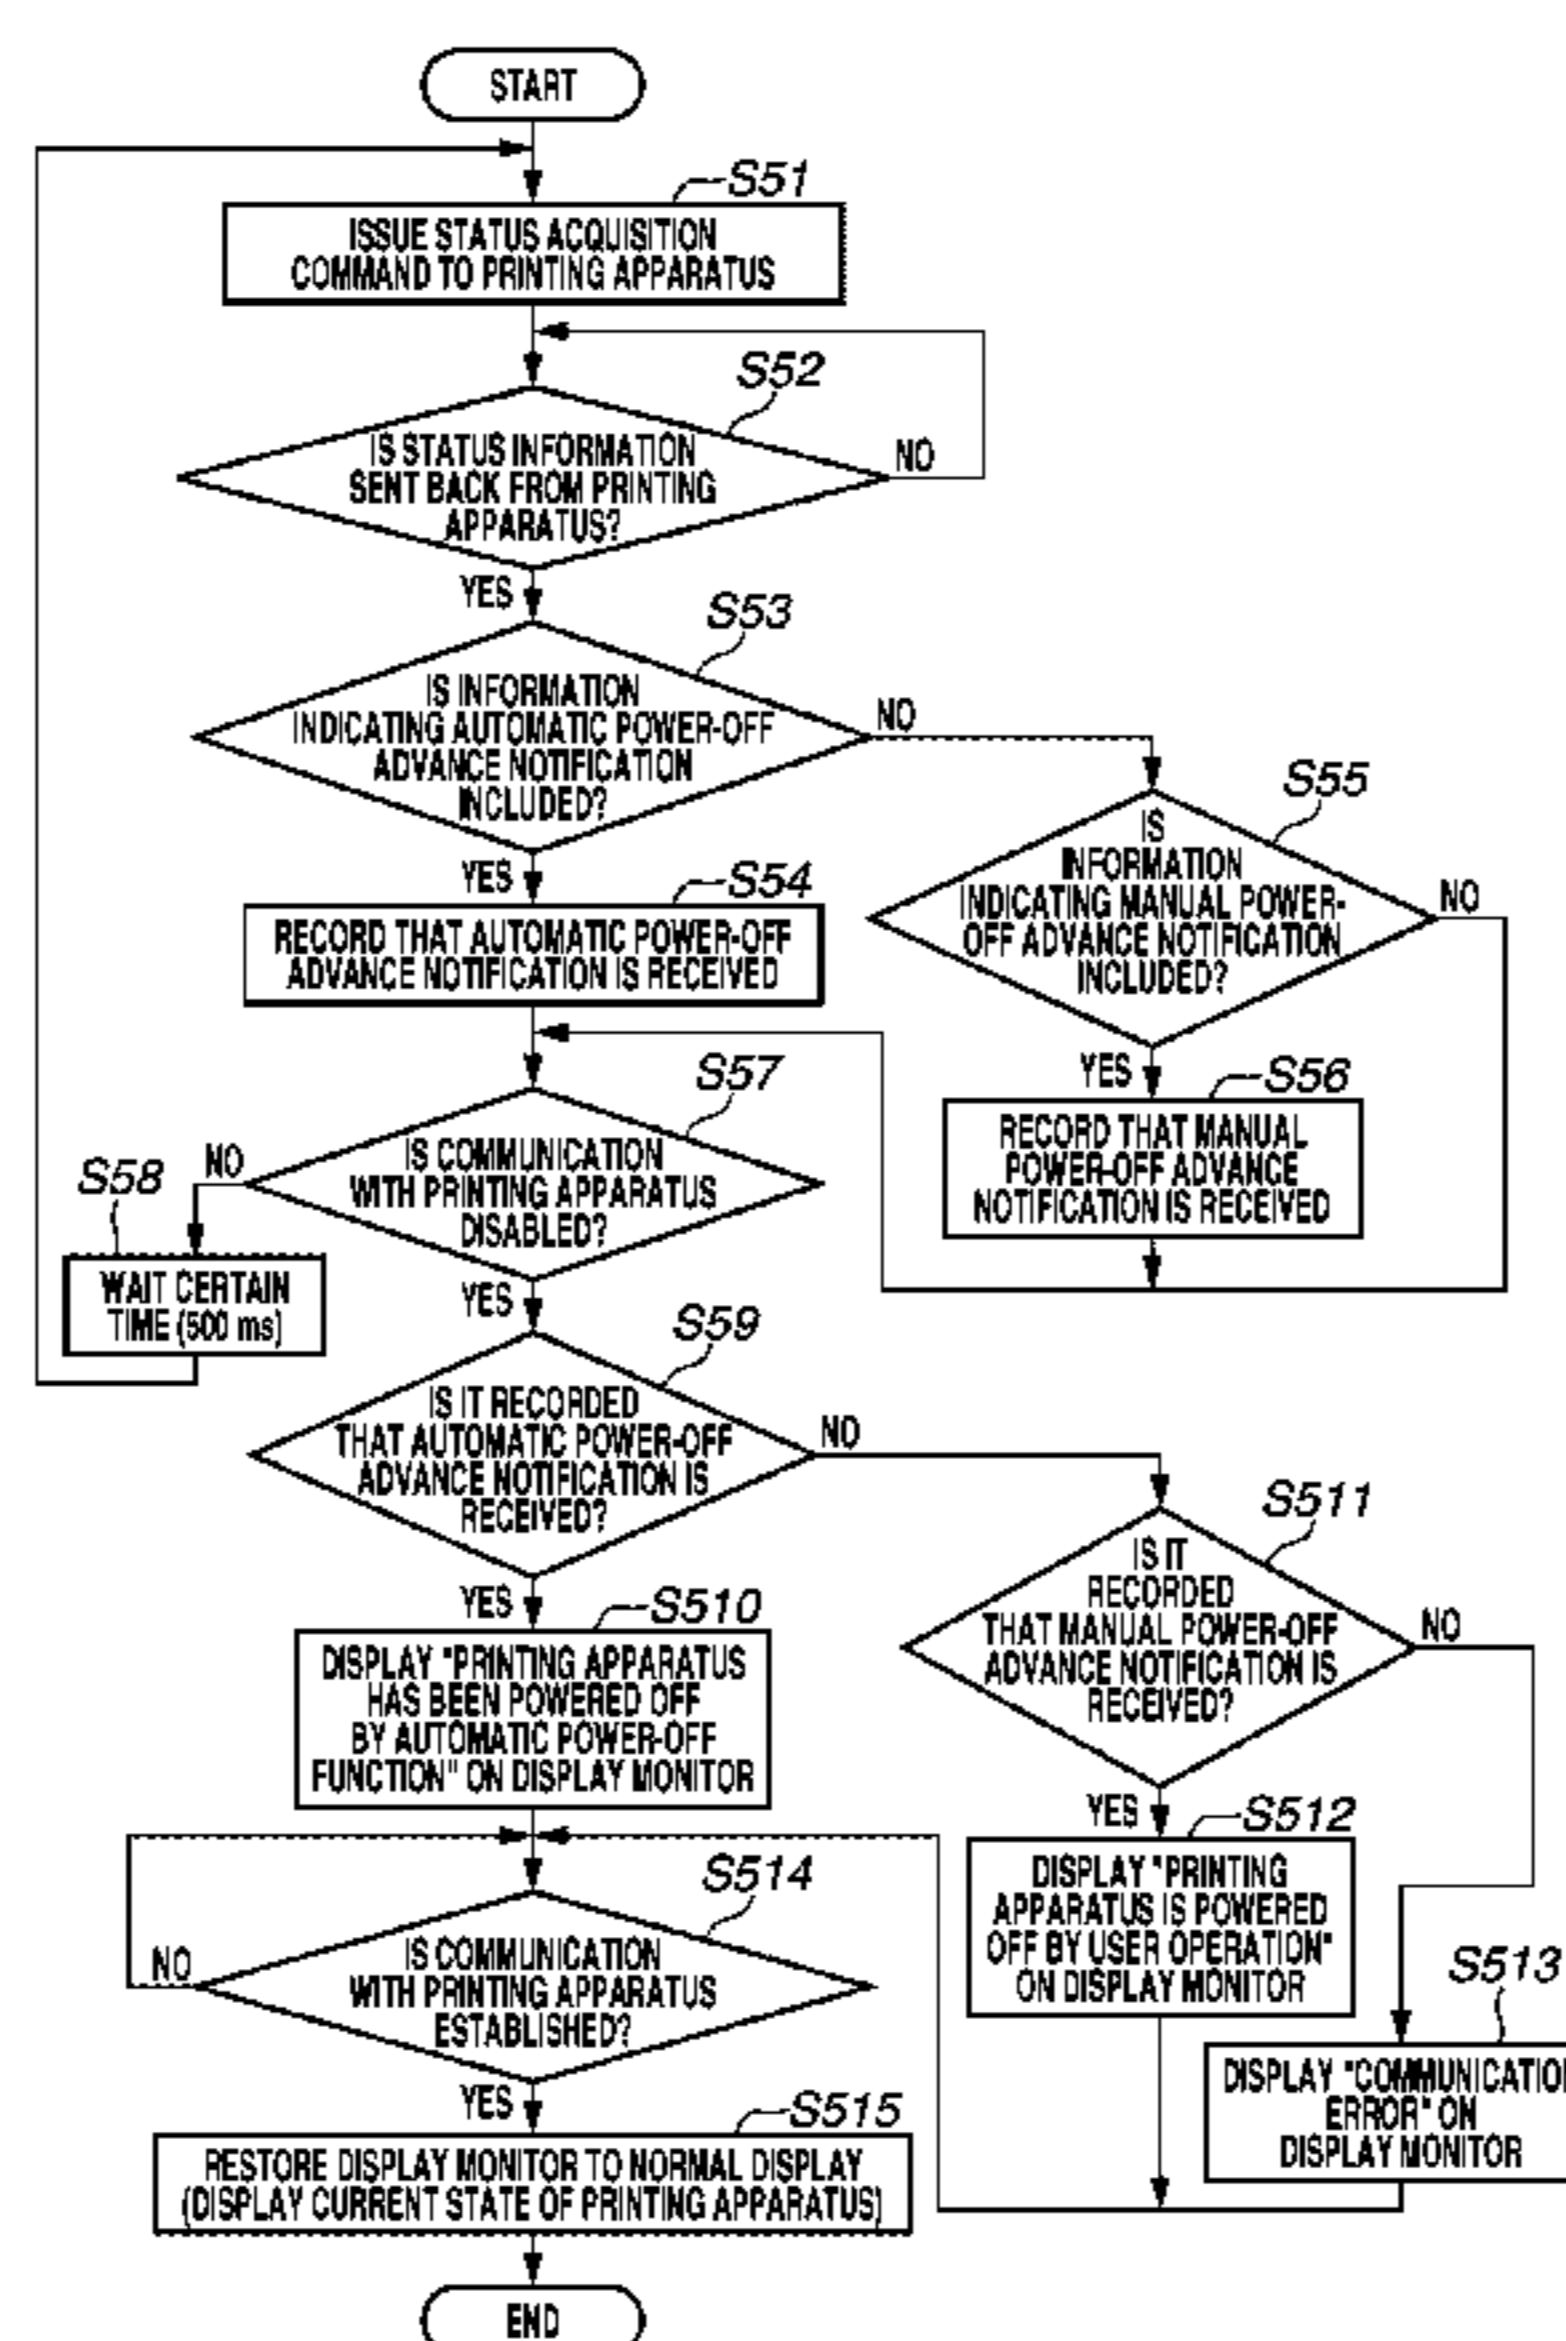 START
S51
ISSUE STATUS ACQUISITION
COMMAND TO PRINTING APPARATUS
S52
IS STATUS INFORMATION
SENT BACK FROM PRINTING
APPARATUS?
NO
YES
S53
IS INFORMATION
INDICATING AUTOMATIC POWER-OFF
ADVANCE NOTIFICATION
INCLUDED?
NO
YES
S54
RECORD THAT AUTOMATIC POWER-OFF
ADVANCE NOTIFICATION IS RECEIVED
S55
IS
INFORMATION
INDICATING MANUAL POWER-
OFF ADVANCE NOTIFICATION
INCLUDED?
NO
YES
S56
RECORD THAT MANUAL
POWER-OFF ADVANCE
NOTIFICATION IS RECEIVED
S57
IS COMMUNICATION
WITH PRINTING APPARATUS
DISABLED?
NO
S58
WAIT CERTAIN
TIME (500 ms)
YES
S59
IS IT RECORDED
THAT AUTOMATIC POWER-OFF
ADVANCE NOTIFICATION IS
RECEIVED?
NO
YES
S510
DISPLAY "PRINTING APPARATUS
HAS BEEN POWERED OFF
BY AUTOMATIC POWER-OFF
FUNCTION" ON DISPLAY MONITOR
S511
IS IT
RECORDED
THAT MANUAL POWER-OFF
ADVANCE NOTIFICATION IS
RECEIVED?
NO
YES
S512
DISPLAY "PRINTING
APPARATUS IS POWERED
OFF BY USER OPERATION"
ON DISPLAY MONITOR
S513
DISPLAY "COMMUNICATION
ERROR" ON
DISPLAY MONITOR
S514
IS COMMUNICATION
WITH PRINTING APPARATUS
ESTABLISHED?
NO
YES
S515
RESTORE DISPLAY MONITOR TO NORMAL DISPLAY
(DISPLAY CURRENT STATE OF PRINTING APPARATUS)
END